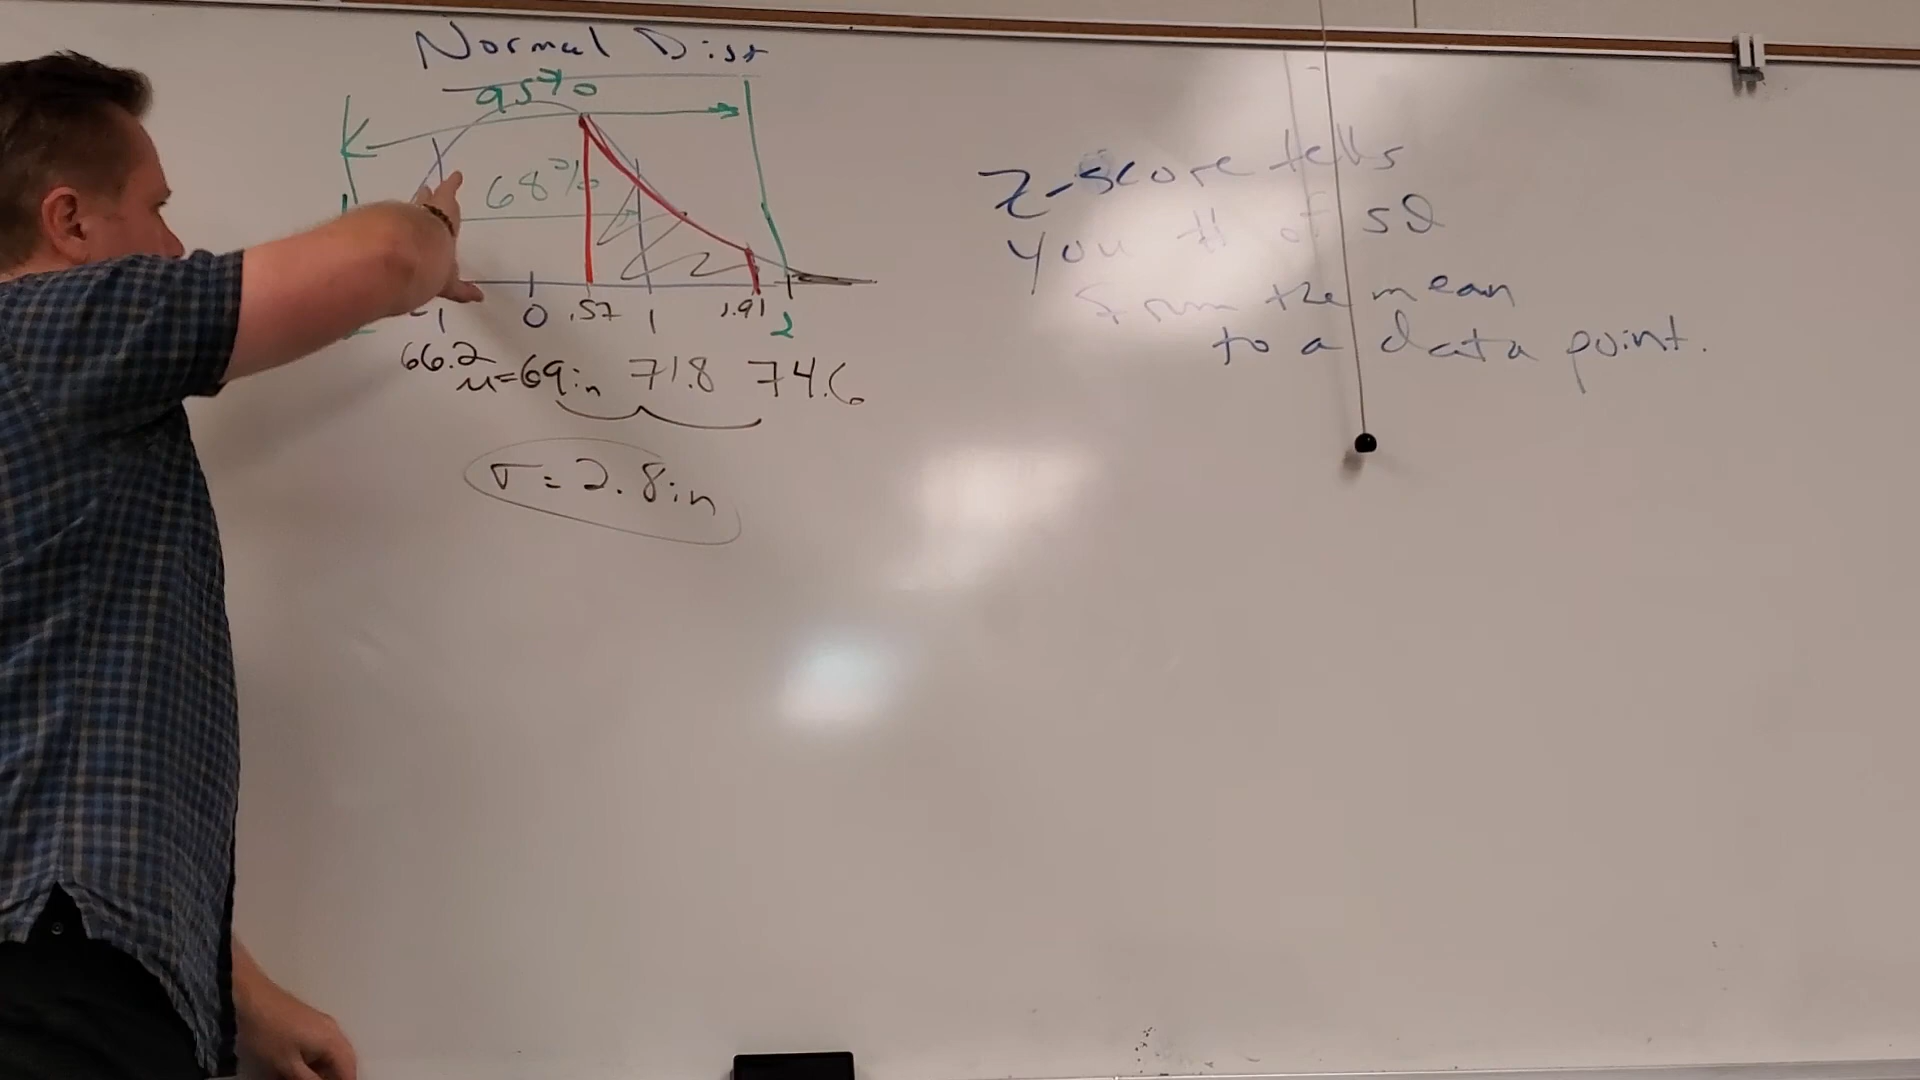 Normal Dist
95%
68%
-1 0 .57 1 1.91 2
66.2 μ=69in 71.8 74.6
σ=2.8in
Z-score tells
you # of SD
from the mean
to a data point.